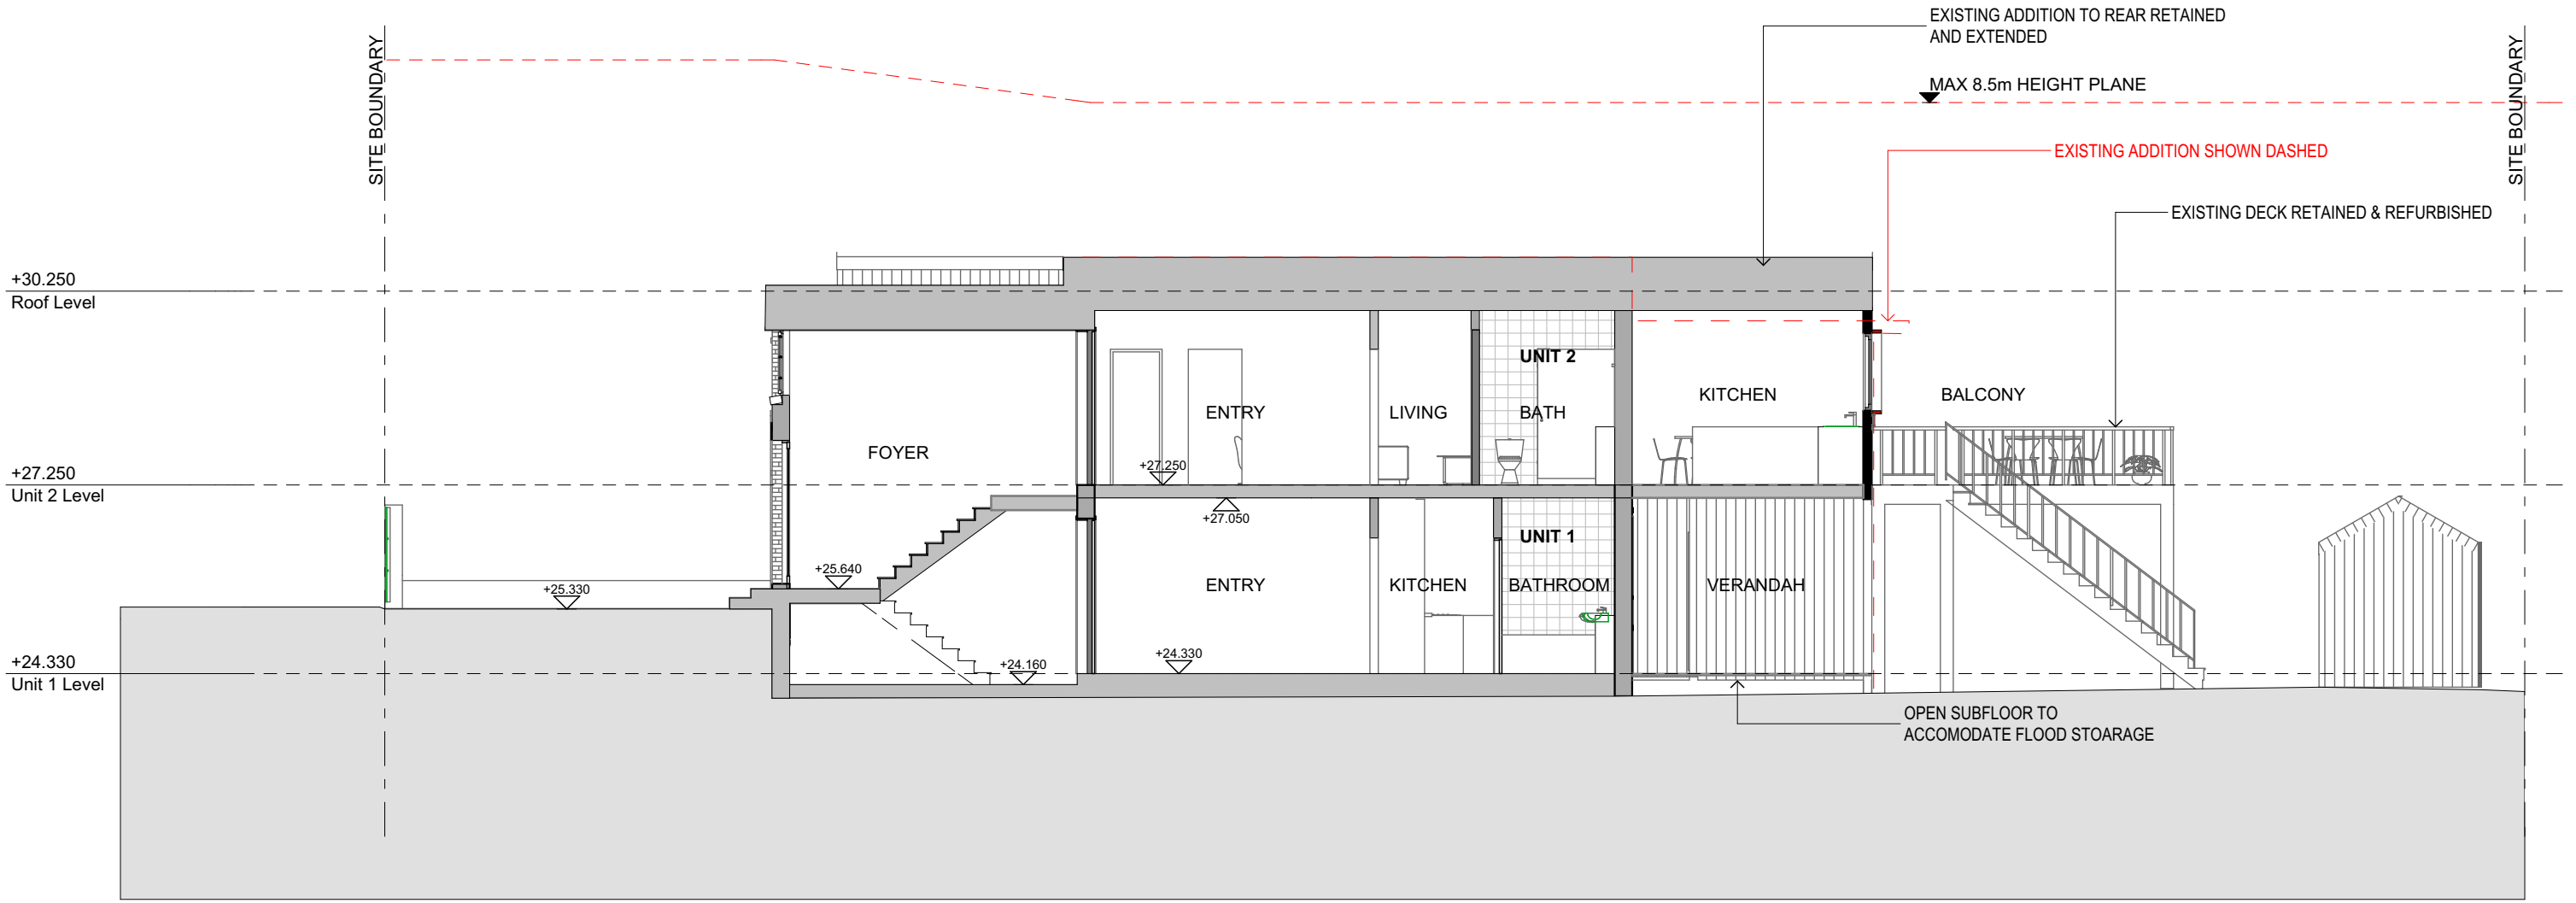 EXISTING ADDITION TO REAR RETAINED
AND EXTENDED
SITE BOUNDARY
SITE BOUNDARY
MAX 8.5m HEIGHT PLANE
EXISTING ADDITION SHOWN DASHED
EXISTING DECK RETAINED & REFURBISHED
+30.250
Roof Level
UNIT 2
KITCHEN
BALCONY
ENTRY
LIVING
BATH
FOYER
+27.250
+27.250
Unit 2 Level
+27.050
UNIT 1
+25.640
+25.330
ENTRY
KITCHEN
BATHROOM
VERANDAH
+24.330
+24.330
Unit 1 Level
+24.160
OPEN SUBFLOOR TO
ACCOMODATE FLOOD STOARAGE